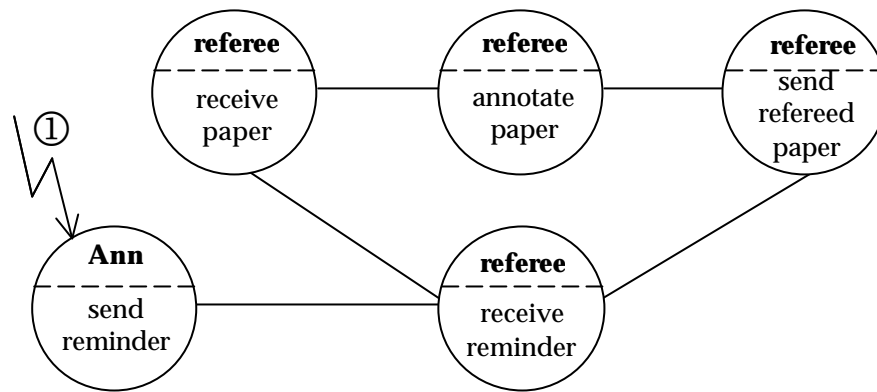 referee
receive
paper
referee
annotate
paper
referee
send
refereed
paper
①
Ann
send
reminder
referee
receive
reminder